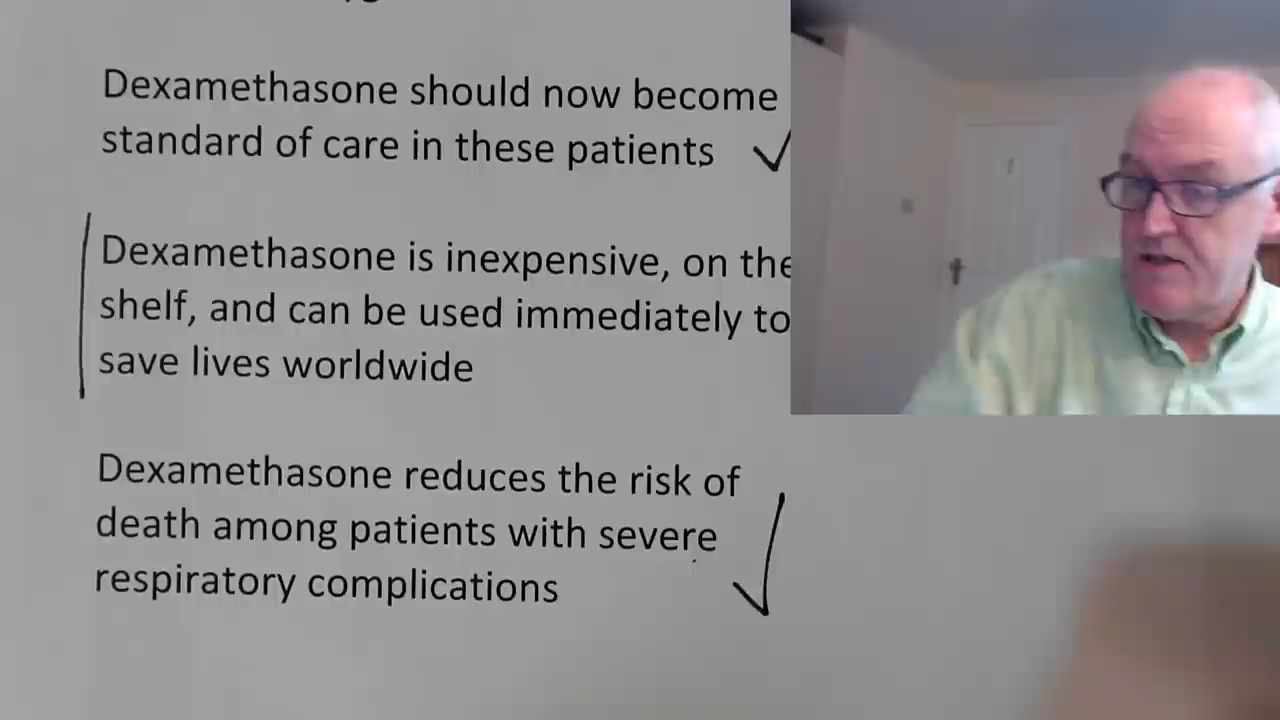 Dexamethasone should now become
standard of care in these patients
Dexamethasone is inexpensive, on the
shelf, and can be used immediately to
save lives worldwide
Dexamethasone reduces the risk of
death among patients with severe
respiratory complications